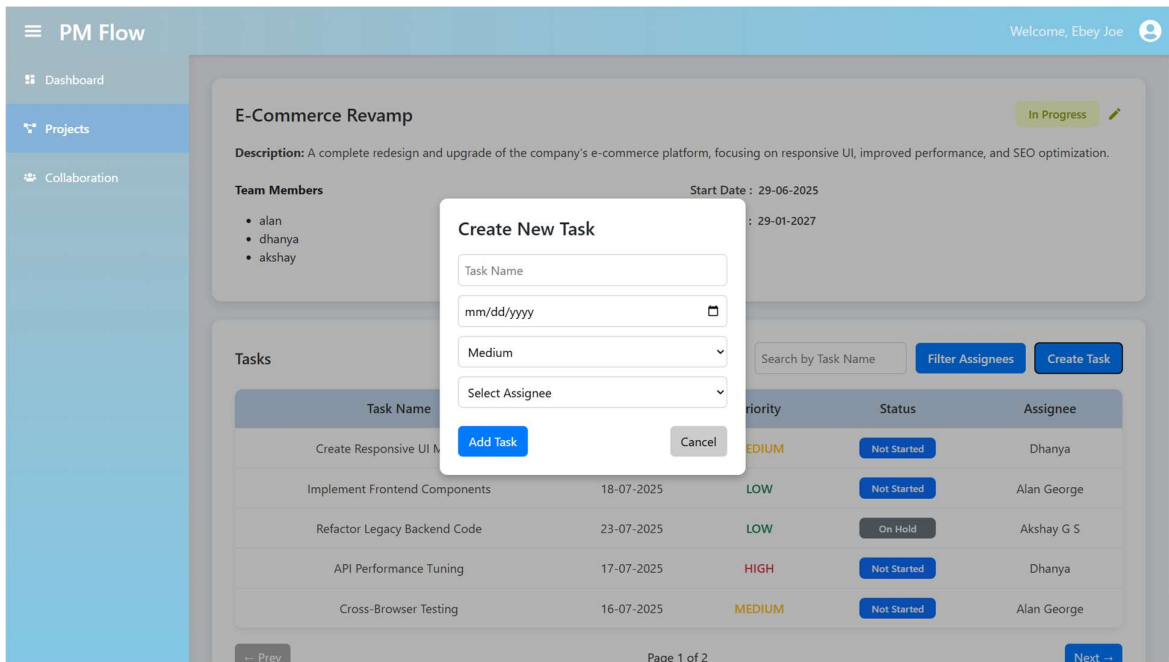 PM Flow
Welcome, Ebey Joe
Dashboard
Projects
Collaboration
E-Commerce Revamp
In Progress
Description: A complete redesign and upgrade of the company's e-commerce platform, focusing on responsive UI, improved performance, and SEO optimization.
Team Members
Start Date : 29-06-2025
: 29-01-2027
• alan
• dhanya
• akshay
Create New Task
Task Name
mm/dd/yyyy
Medium
Select Assignee
Add Task Cancel
Tasks
Search by Task Name
Filter Assignees
Create Task
Task Name Status Assignee
Create Responsive UI Not Started Dhanya
Implement Frontend Components 18-07-2025 LOW Not Started Alan George
Refactor Legacy Backend Code 23-07-2025 LOW On Hold Akshay G S
API Performance Tuning 17-07-2025 HIGH Not Started Dhanya
Cross-Browser Testing 16-07-2025 MEDIUM Not Started Alan George
← Prev Page 1 of 2 Next →